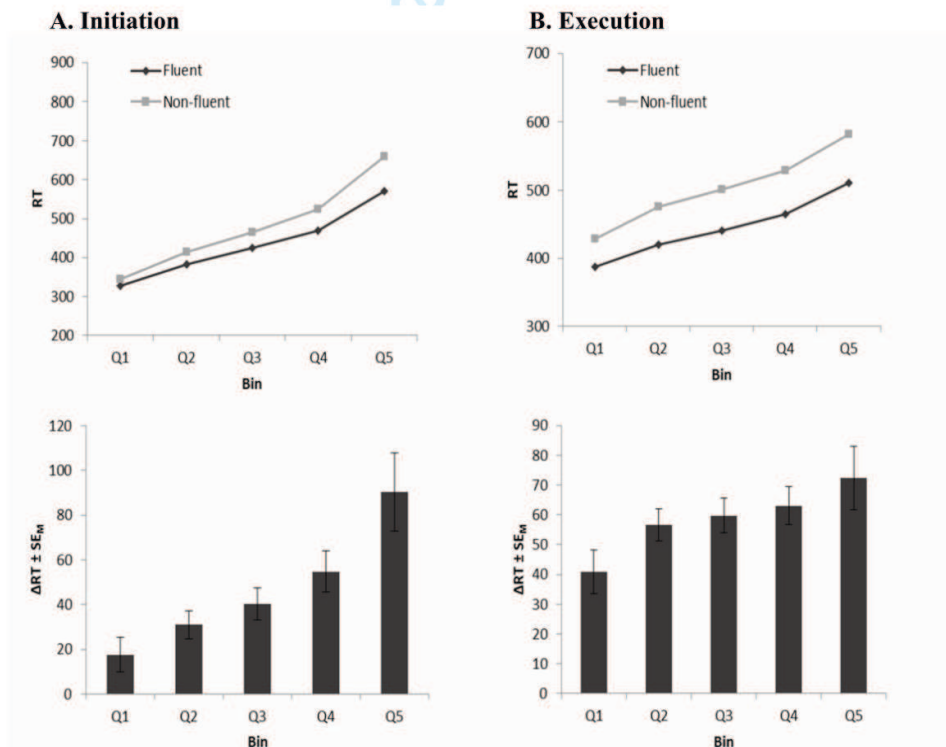 A. Initiation
900
800
700
600
500
400
300
200
RT
Fluent
Non-fluent
Q1 Q2 Q3 Q4 Q5
Bin
B. Execution
700
600
500
400
300
RT
Fluent
Non-fluent
Q1 Q2 Q3 Q4 Q5
Bin
120
100
80
60
40
20
0
ΔRT ± SEM
Q1 Q2 Q3 Q4 Q5
Bin
90
80
70
60
50
40
30
20
10
0
ΔRT ± SEM
Q1 Q2 Q3 Q4 Q5
Bin